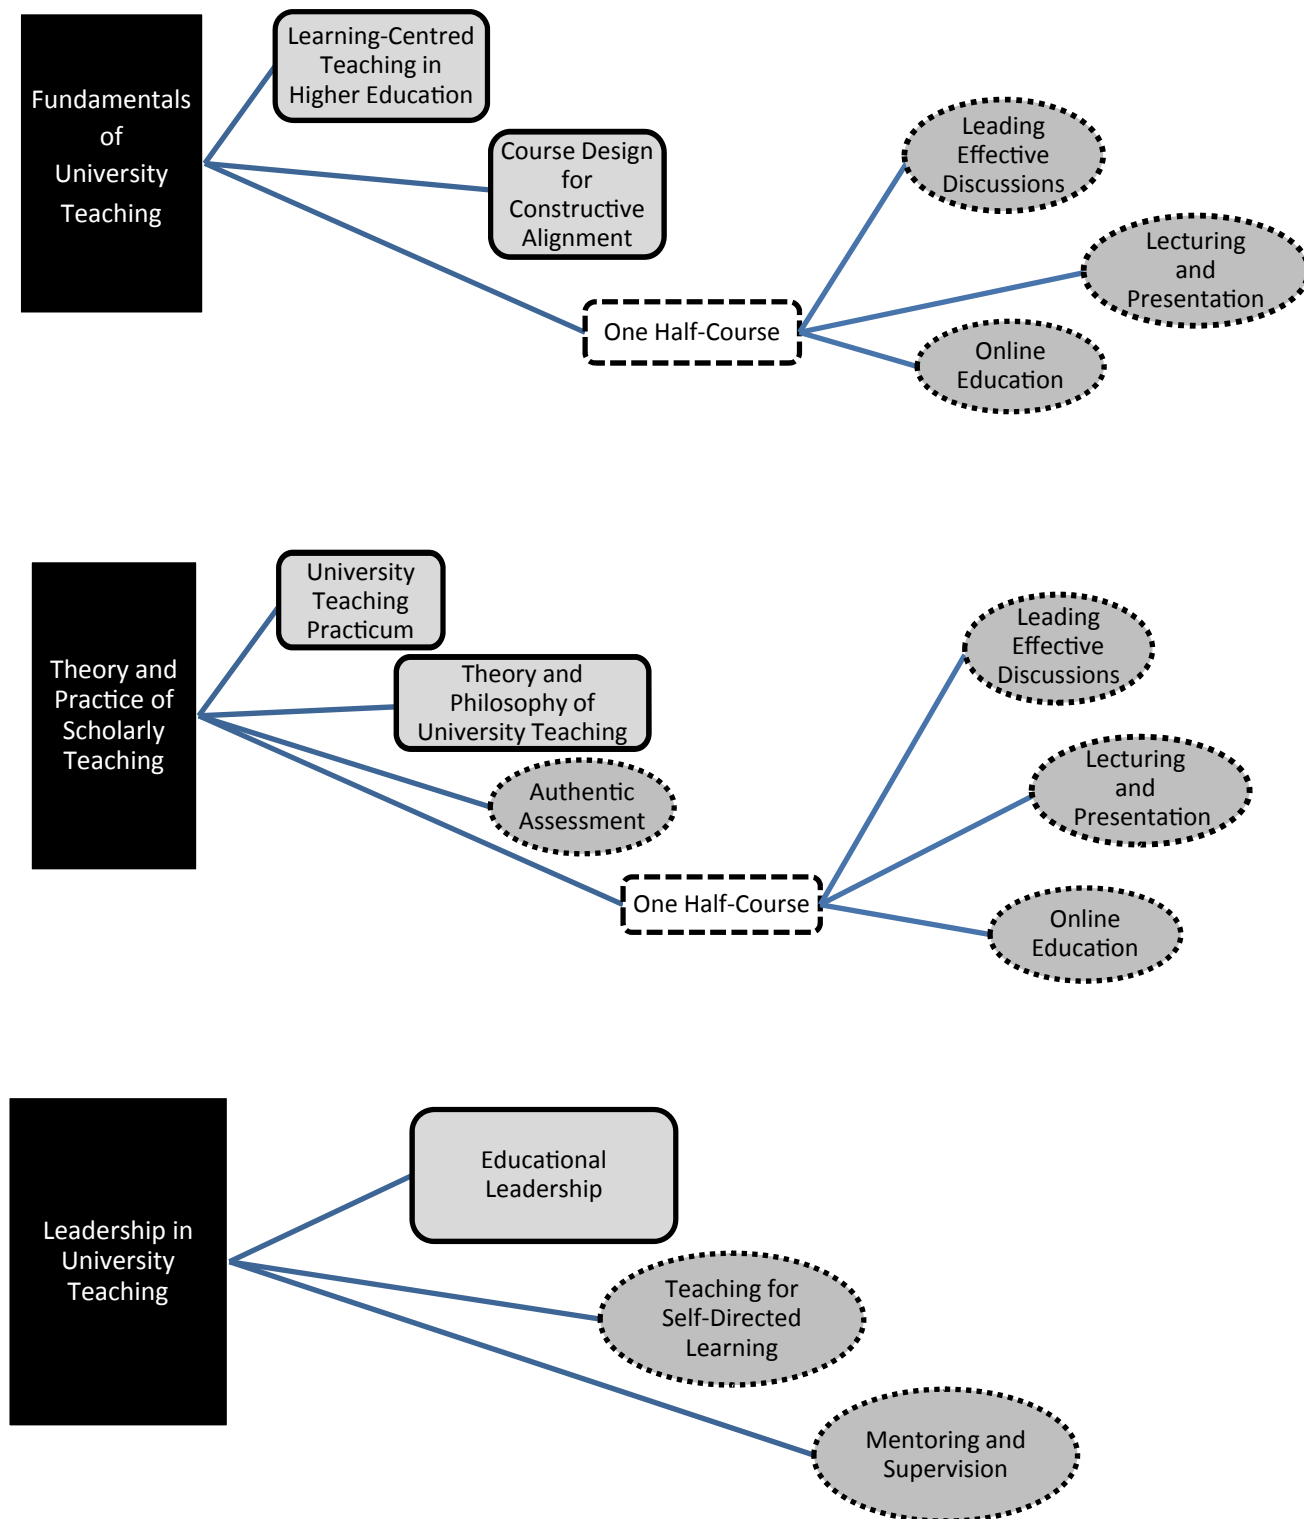 Fundamentals
of
University
Teaching
Learning-Centred
Teaching in
Higher Education
Course Design
for
Constructive
Alignment
One Half-Course
Leading
Effective
Discussions
Lecturing
and
Presentation
Online
Education
Theory and
Practice of
Scholarly
Teaching
University
Teaching
Practicum
Theory and
Philosophy of
University Teaching
Authentic
Assessment
One Half-Course
Leading
Effective
Discussions
Lecturing
and
Presentation
Online
Education
Leadership in
University
Teaching
Educational
Leadership
Teaching for
Self-Directed
Learning
Mentoring and
Supervision